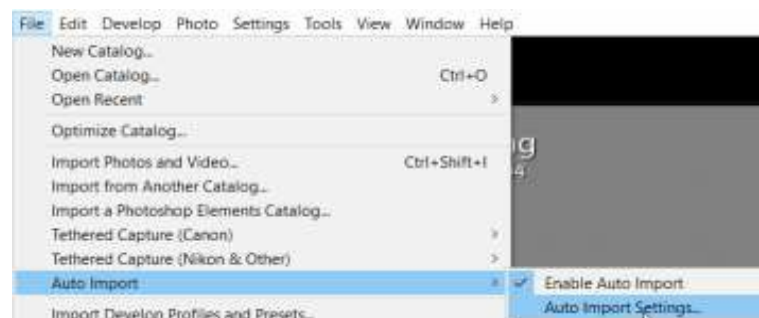 File Edit Develop Photo Settings Tools View Window Help
New Catalog...
Open Catalog... Ctrl+O
Open Recent
Optimize Catalog...
Import Photos and Video... Ctrl+Shift+I
Import from Another Catalog...
Import a Photoshop Elements Catalog...
Tethered Capture (Canon)
Tethered Capture (Nikon & Other)
Auto Import
Enable Auto Import
Auto Import Settings...
Import Develop Profiles and Presets...